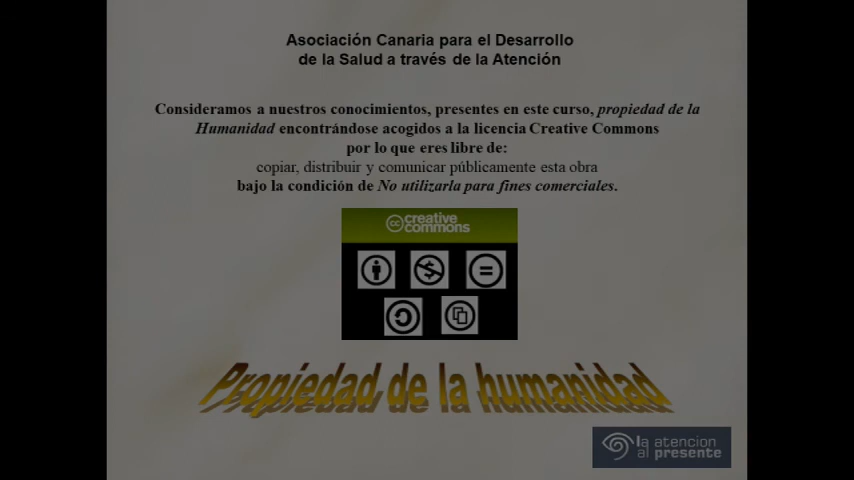 Asociación Canaria para el Desarrollo
de la Salud a través de la Atención
Consideramos a nuestros conocimientos, presentes en este curso, propiedad de la
Humanidad encontrándose acogidos a la licencia Creative Commons
por lo que eres libre de:
copiar, distribuir y comunicar públicamente esta obra
bajo la condición de No utilizarla para fines comerciales.
cc creative
commons
Propiedad de la humanidad
la atencion
al presente